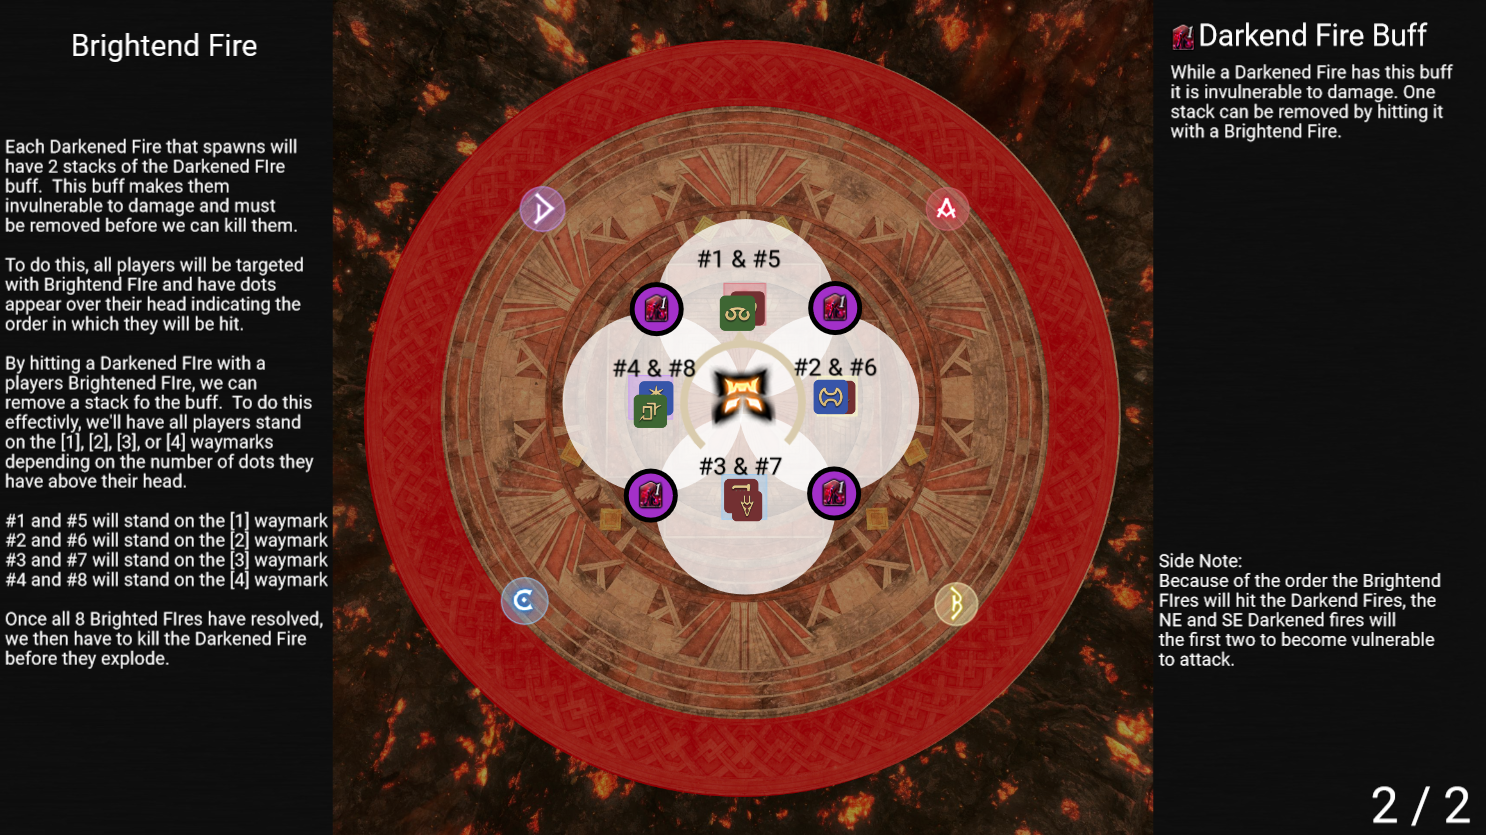 Brightend Fire
Each Darkened Fire that spawns will
have 2 stacks of the Darkened FIre
buff.  This buff makes them
invulnerable to damage and must
be removed before we can kill them.
To do this, all players will be targeted
with Brightend FIre and have dots
appear over their head indicating the
order in which they will be hit.
By hitting a Darkened FIre with a
players Brightened FIre, we can
remove a stack fo the buff.  To do this
effectivly, we'll have all players stand
on the [1], [2], [3], or [4] waymarks
depending on the number of dots they
have above their head.
#1 and #5 will stand on the [1] waymark
#2 and #6 will stand on the [2] waymark
#3 and #7 will stand on the [3] waymark
#4 and #8 will stand on the [4] waymark
Once all 8 Brighted FIres have resolved,
we then have to kill the Darkened Fire
before they explode.
D
A
#1 & #5
#4 & #8
#2 & #6
#3 & #7
C
B
Darkend Fire Buff
While a Darkened Fire has this buff
it is invulnerable to damage. One
stack can be removed by hitting it
with a Brightend Fire.
Side Note:
Because of the order the Brightend
FIres will hit the Darkend Fires, the
NE and SE Darkened fires will
the first two to become vulnerable
to attack.
2 / 2